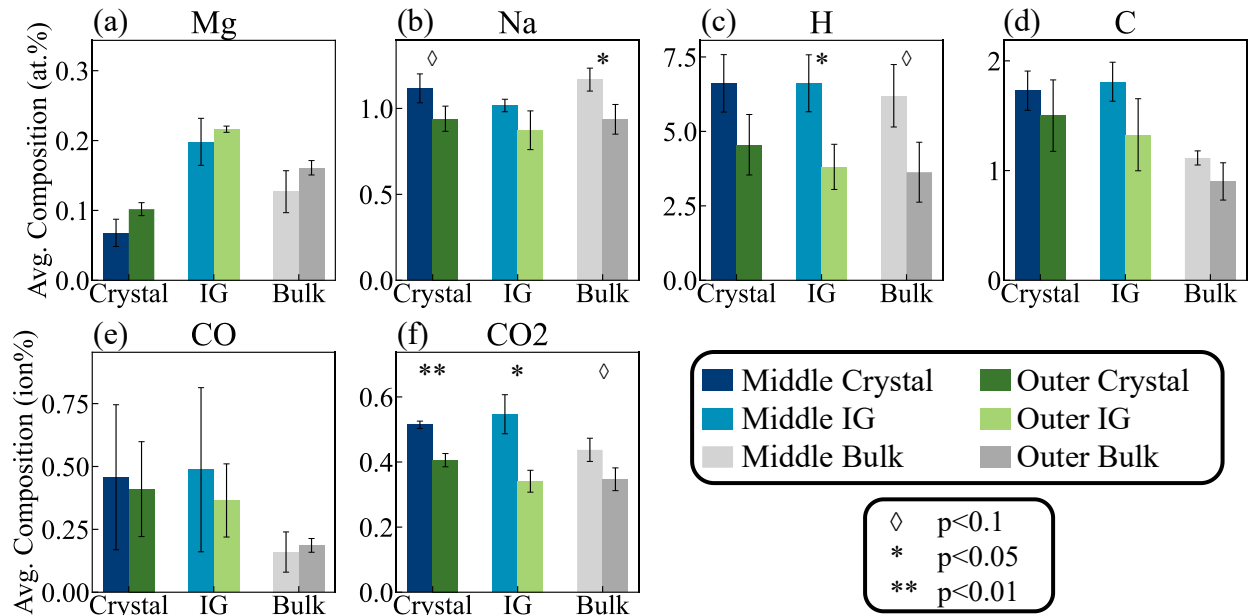 (a) Mg
(b) Na
(c) H
(d) C
Avg. Composition (at.%)
0.3
0.2
0.1
0.0
Crystal IG Bulk
1.0
0.5
0.0
◊ *
Crystal IG Bulk
7.5
5.0
2.5
0.0
* ◊
Crystal IG Bulk
2
1
0
Crystal IG Bulk
(e) CO
(f) CO2
Avg. Composition (ion%)
0.75
0.50
0.25
0.00
Crystal IG Bulk
0.6
0.4
0.2
0.0
** * ◊
Crystal IG Bulk
Middle Crystal Outer Crystal
Middle IG Outer IG
Middle Bulk Outer Bulk
◊ p<0.1
* p<0.05
** p<0.01